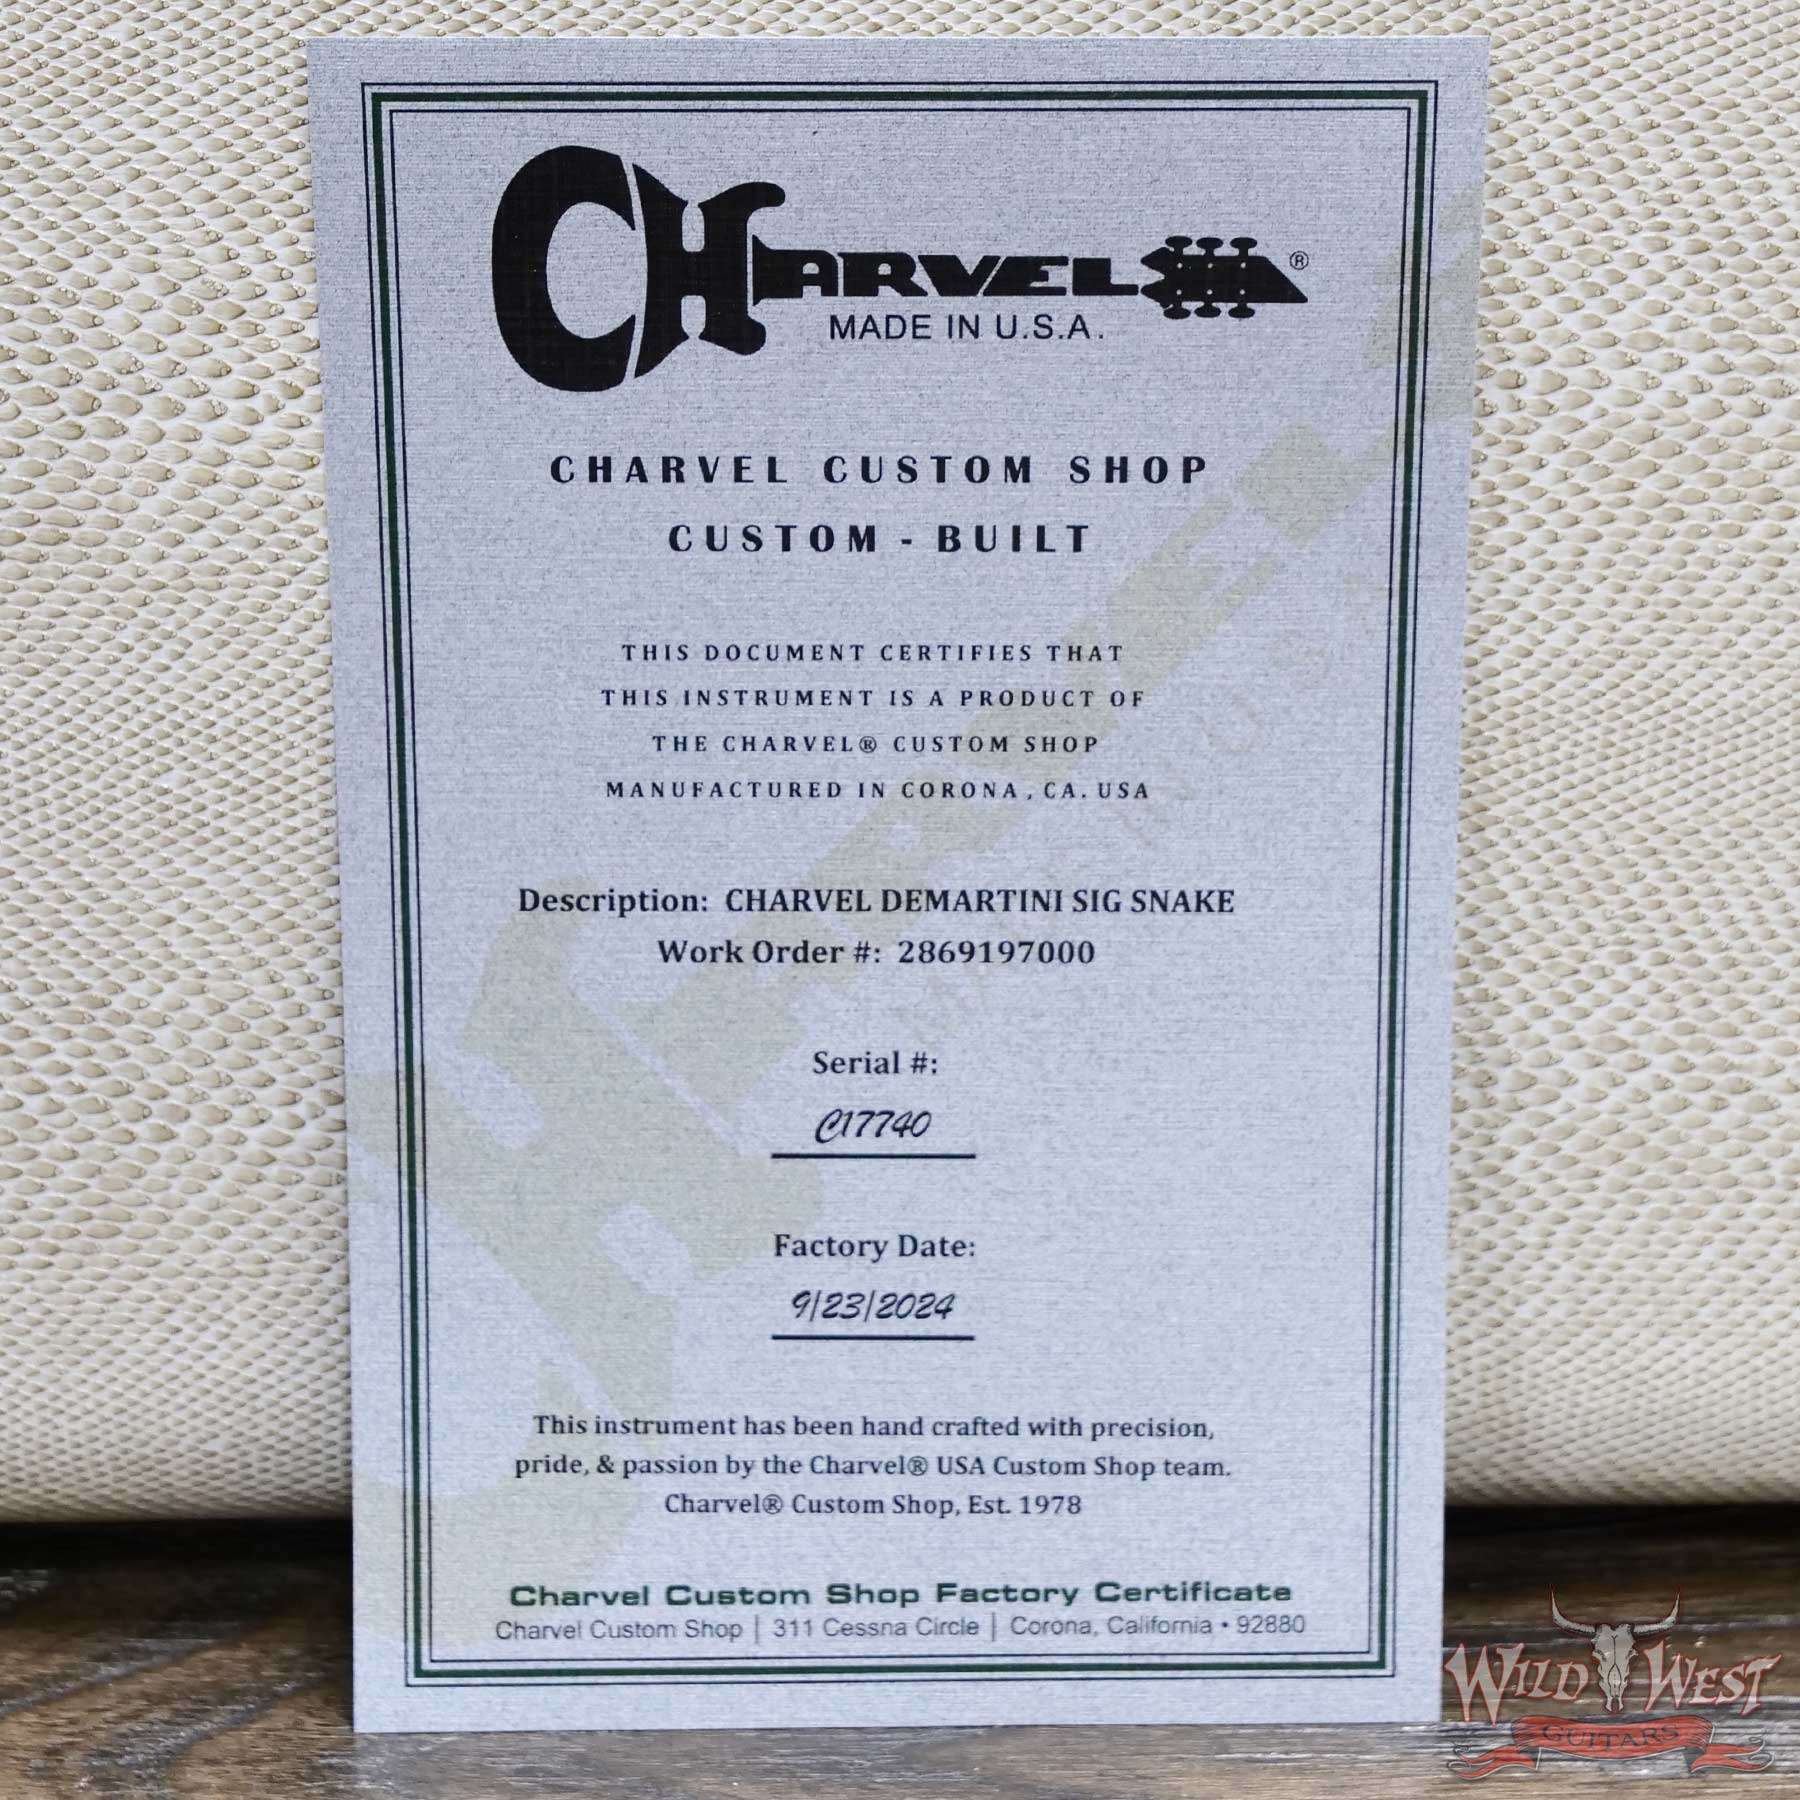 CHARVEL®
MADE IN U.S.A.
CHARVEL CUSTOM SHOP
CUSTOM - BUILT
THIS DOCUMENT CERTIFIES THAT
THIS INSTRUMENT IS A PRODUCT OF
THE CHARVEL® CUSTOM SHOP
MANUFACTURED IN CORONA, CA. USA
Description: CHARVEL DEMARTINI SIG SNAKE
Work Order #: 2869197000
Serial #:
C17740
Factory Date:
9/23/2024
This instrument has been hand crafted with precision,
pride, & passion by the Charvel® USA Custom Shop team.
Charvel® Custom Shop, Est. 1978
Charvel Custom Shop Factory Certificate
Charvel Custom Shop | 311 Cessna Circle | Corona, California • 92880
WILD WEST
GUITARS